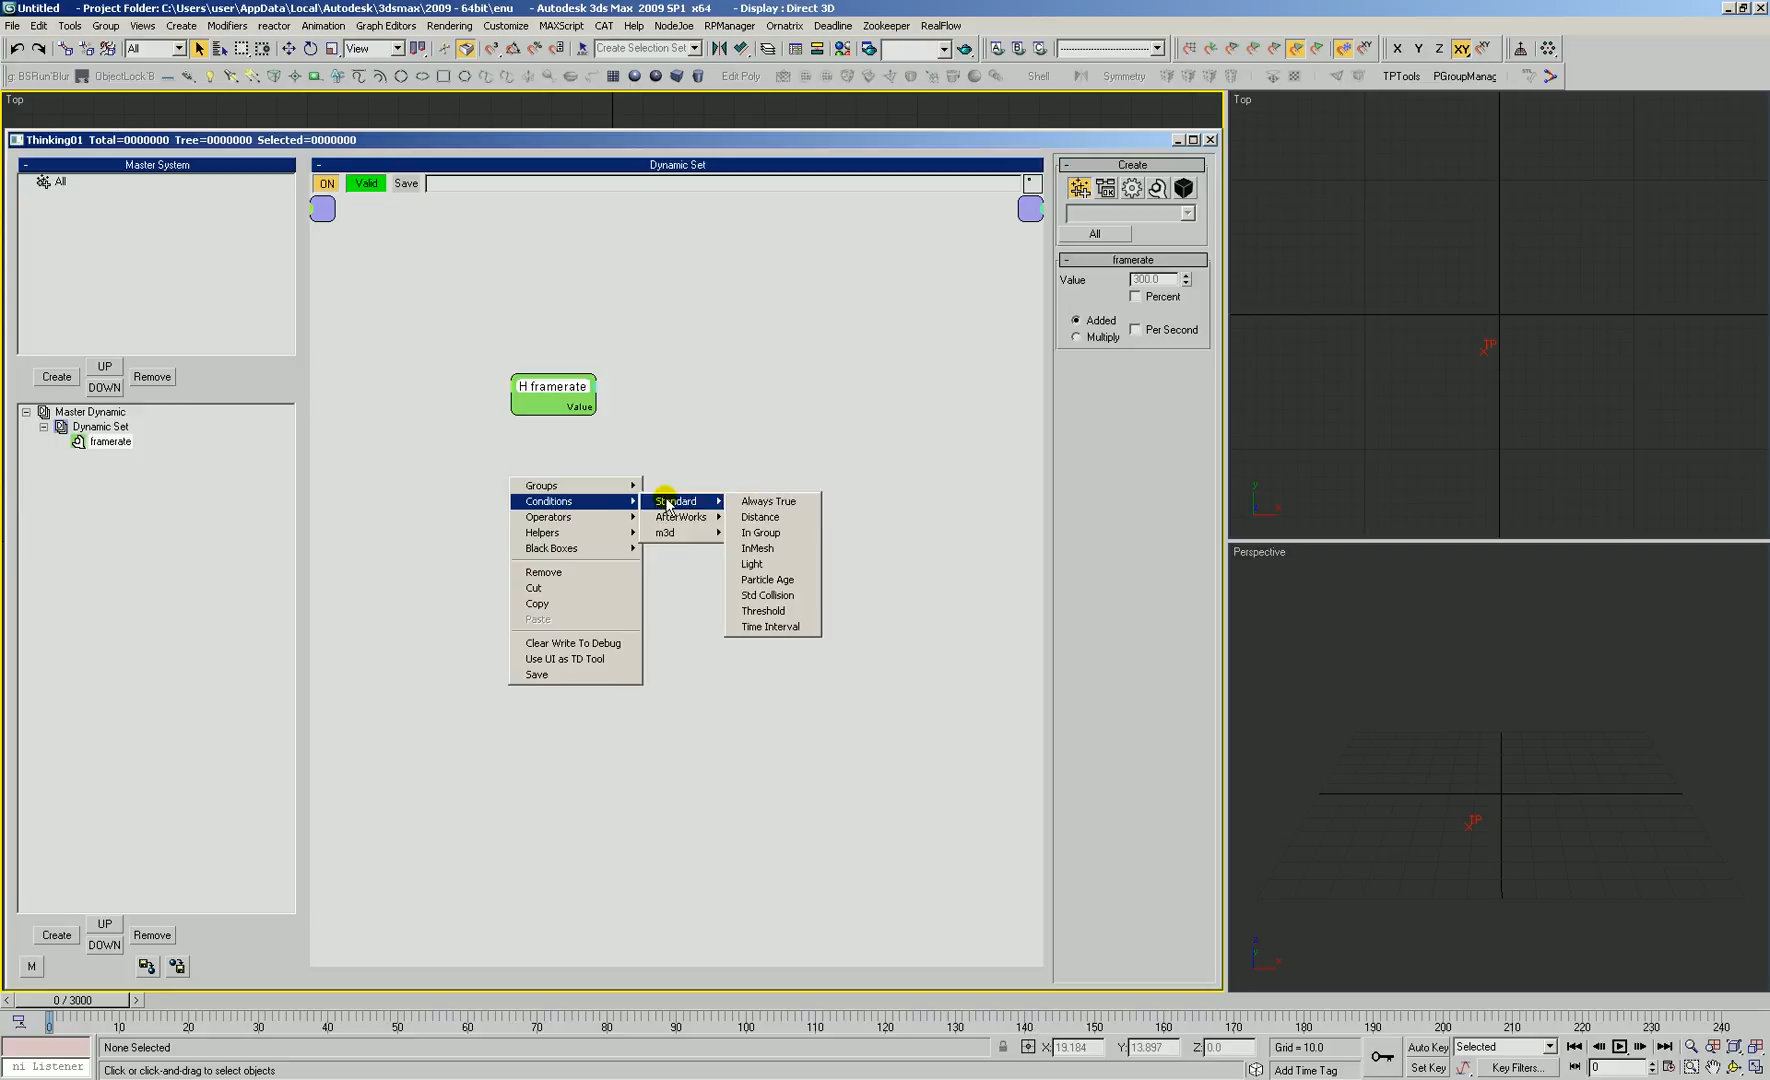 Untitled - Project Folder: C:\Users\user\AppData\Local\Autodesk\3dsmax\2009 - 64bit\enu - Autodesk 3ds Max 2009 SP1 x64 - Display : Direct 3D
File Edit Tools Group Views Create Modifiers reactor Animation Graph Editors Rendering Customize MAXScript CAT Help NodeJoe RPManager Ornatrix Deadline Zookeeper RealFlow
All View Create Selection Set X Y Z XY
g: BSRun'Blur ObjectLock'B Edit Poly Shell Symmetry TPTools PGroupManag
Top
Top
Thinking01 Total=0000000 Tree=0000000 Selected=0000000
Master System
Dynamic Set
Create
All
ON Valid Save
All
framerate
Value 300.0
Percent
Added
Per Second
Multiply
TP
UP
Create
Remove
DOWN
H framerate
Value
Master Dynamic
Dynamic Set
framerate
Groups
Conditions
Operators
Helpers
Black Boxes
Remove
Cut
Copy
Paste
Clear Write To Debug
Use UI as TD Tool
Save
Standard
AfterWorks
m3d
Always True
Distance
In Group
InMesh
Light
Particle Age
Std Collision
Threshold
Time Interval
y
x
Perspective
TP
z
y
x
UP
Create
Remove
DOWN
M
< 0 / 3000 >
0 10 20 30 40 50 60 70 80 90 100 110 120 130 140 150 160 170 180 190 200 210 220 230 240
None Selected X: 19.184 Y: 13.897 Z: 0.0 Grid = 10.0 Auto Key Selected
ni Listener Click or click-and-drag to select objects Add Time Tag Set Key Key Filters... 0